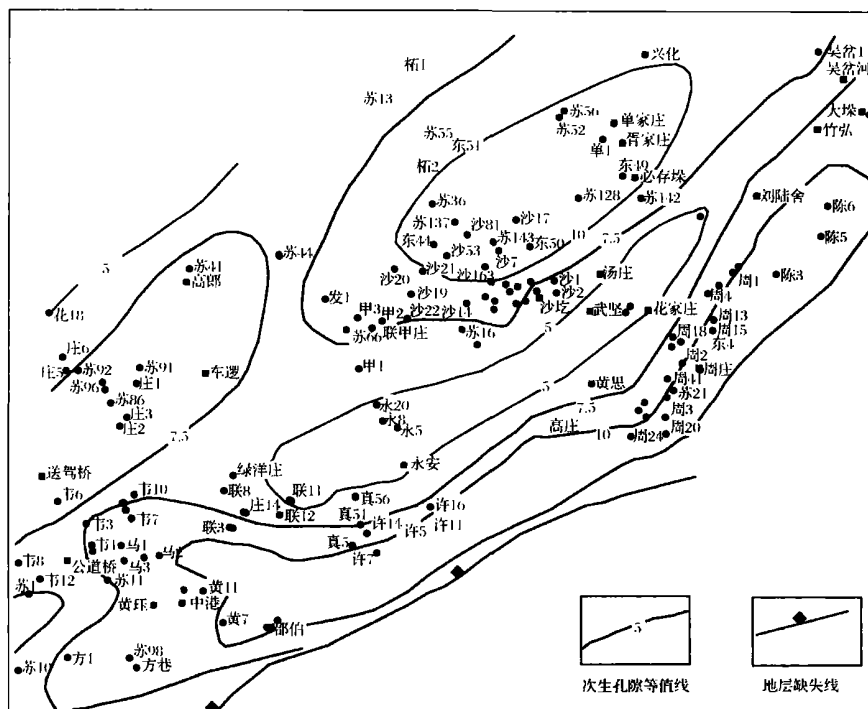 兴化
吴岔1
吴岔河
柘1
苏13
苏56
苏52
单家庄
大垛
竹弘
苏55
东51
单1
胥家庄
柘2
东49
必存垛
苏36
苏128
苏142
刘陆舍
陈6
苏137
沙81
沙17
10
7.5
陈5
东44
苏143
东50
沙53
沙7
苏44
5
苏41
高郎
沙20
沙21
沙163
沙1
汤庄
周1
陈3
发1
沙19
沙2
周4
花18
甲3
甲2
沙22
沙14
沙圪
武坚
花家庄
周13
苏66
联甲庄
苏16
5
周18
周15
东4
庄6
甲1
周2
庄5
苏92
苏91
车逻
5
周庄
苏96
庄1
黄思
周41
苏21
苏86
永20
7.5
庄3
永8
周3
庄2
永5
高庄
10
周24
周20
7.5
永安
送驾桥
绿洋庄
韦6
韦10
联8
联11
真56
许16
庄14
韦3
韦7
联3
联12
真51
许14
许5
许11
韦1
马1
马2
真5
许7
韦8
公道桥
马3
韦12
苏11
苏1
黄11
黄珏
中港
黄7
邵伯
方1
苏98
苏10
方巷
5
次生孔隙等值线
地层缺失线